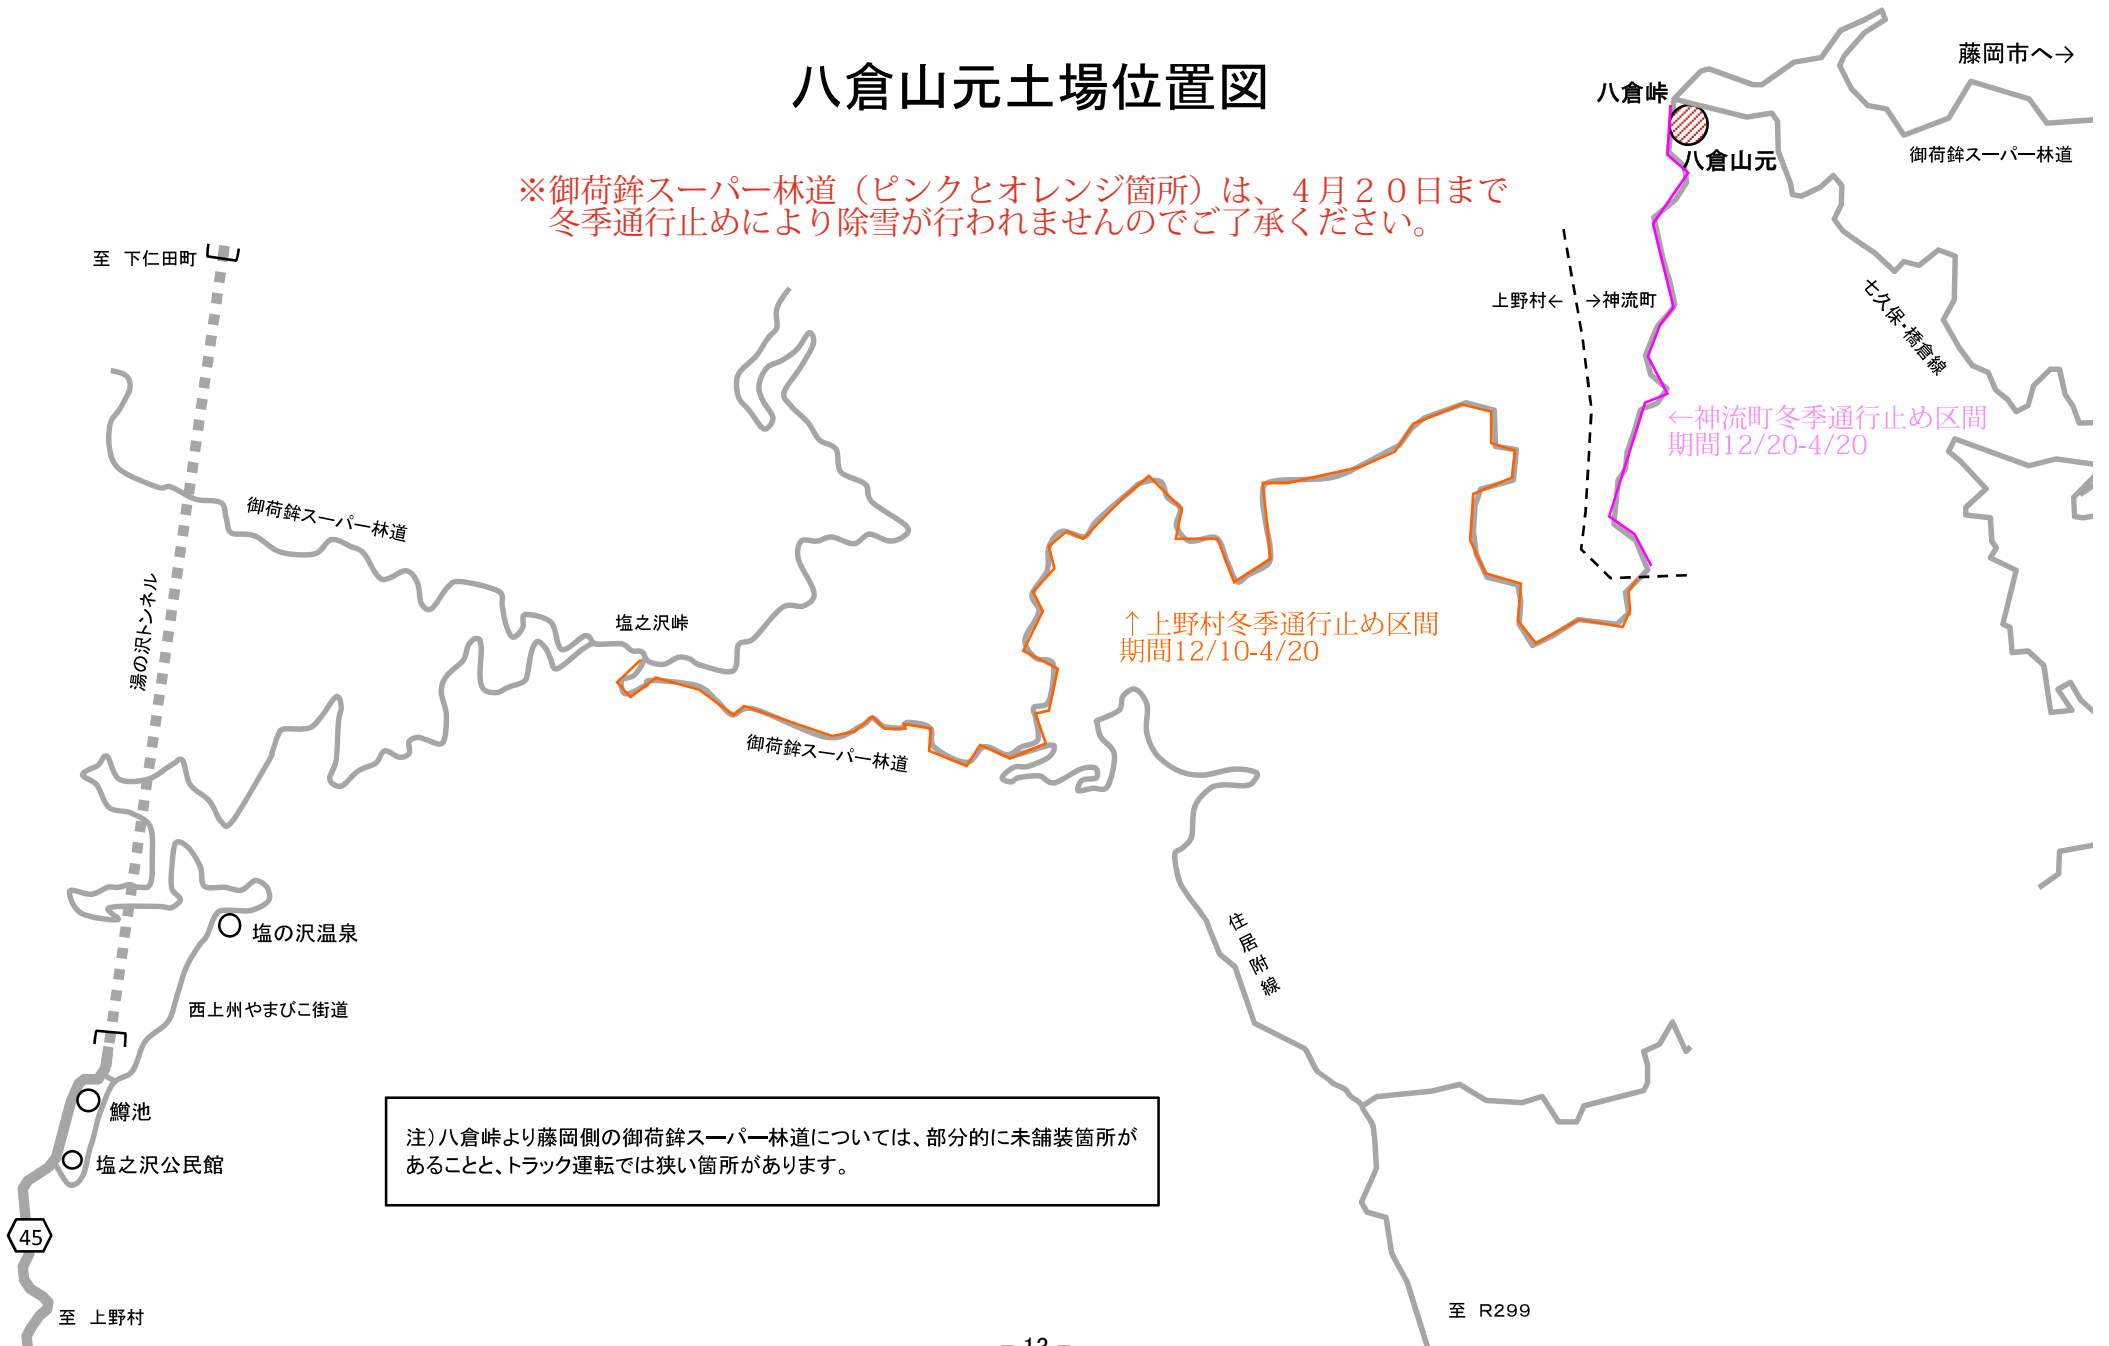 八倉山元土場位置図
藤岡市へ→
八倉峠
八倉山元
御荷鉾スーパー林道
※御荷鉾スーパー林道（ピンクとオレンジ箇所）は、４月２０日まで
冬季通行止めにより除雪が行われませんのでご了承ください。
至 下仁田町
上野村←
→神流町
七久保・橋倉線
←神流町冬季通行止め区間
期間12/20-4/20
御荷鉾スーパー林道
湯の沢トンネル
塩之沢峠
↑上野村冬季通行止め区間
期間12/10-4/20
御荷鉾スーパー林道
塩の沢温泉
住居附線
西上州やまびこ街道
鱒池
塩之沢公民館
注)八倉峠より藤岡側の御荷鉾スーパー林道については、部分的に未舗装箇所が
あることと、トラック運転では狭い箇所があります。
45
至 上野村
至 R299